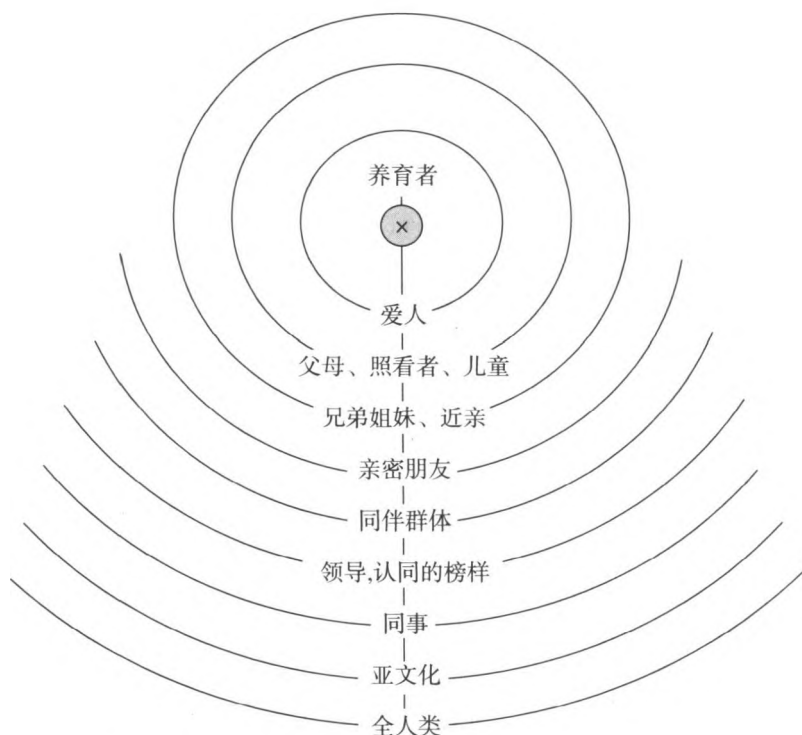 养育者
×
爱人
父母、照看者、儿童
兄弟姐妹、近亲
亲密朋友
同伴群体
领导,认同的榜样
同事
亚文化
全人类